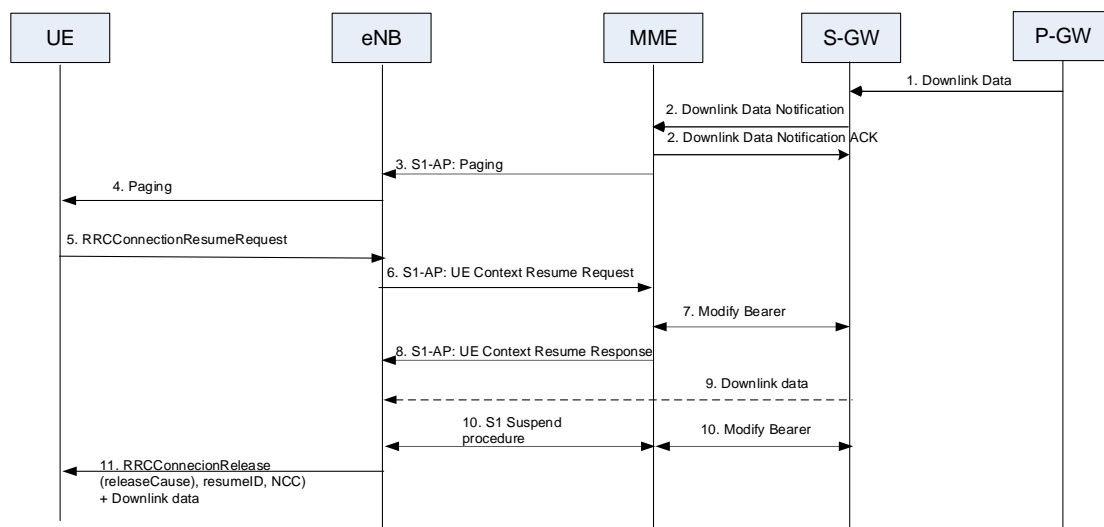 UE
eNB
MME
S-GW
P-GW
1. Downlink Data
2. Downlink Data Notification
2. Downlink Data Notification ACK
3. S1-AP: Paging
4. Paging
5. RRCConnectionResumeRequest
6. S1-AP: UE Context Resume Request
7. Modify Bearer
8. S1-AP: UE Context Resume Response
9. Downlink data
10. S1 Suspend
procedure
10. Modify Bearer
11. RRCConnecionRelease
(releaseCause), resumeID, NCC)
+ Downlink data